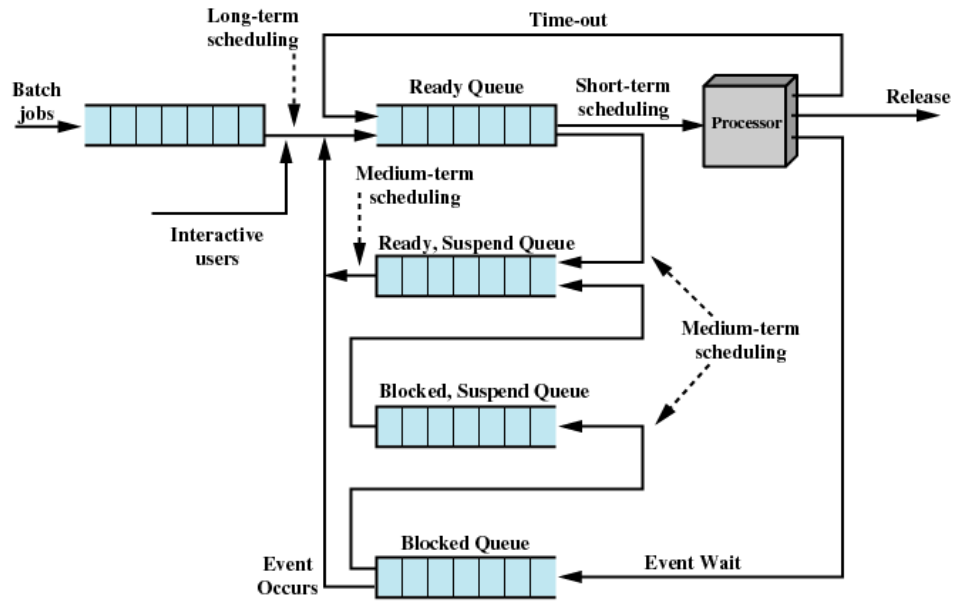 Long-term
scheduling
Time-out
Batch
jobs
Ready Queue
Short-term
scheduling
Processor
Release
Medium-term
scheduling
Interactive
users
Ready, Suspend Queue
Medium-term
scheduling
Blocked, Suspend Queue
Blocked Queue
Event
Occurs
Event Wait